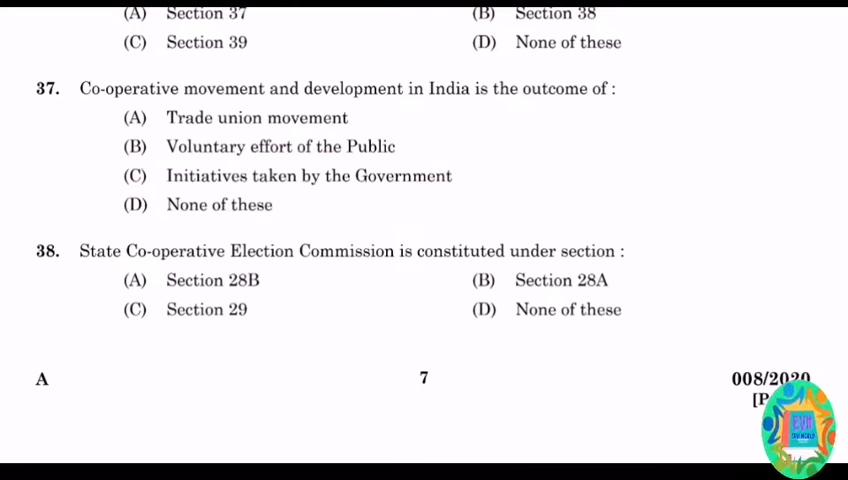 (A) Section 37 (B) Section 38
(C) Section 39 (D) None of these
37. Co-operative movement and development in India is the outcome of :
(A) Trade union movement
(B) Voluntary effort of the Public
(C) Initiatives taken by the Government
(D) None of these
38. State Co-operative Election Commission is constituted under section :
(A) Section 28B (B) Section 28A
(C) Section 29 (D) None of these
A 7 008/2020
[P